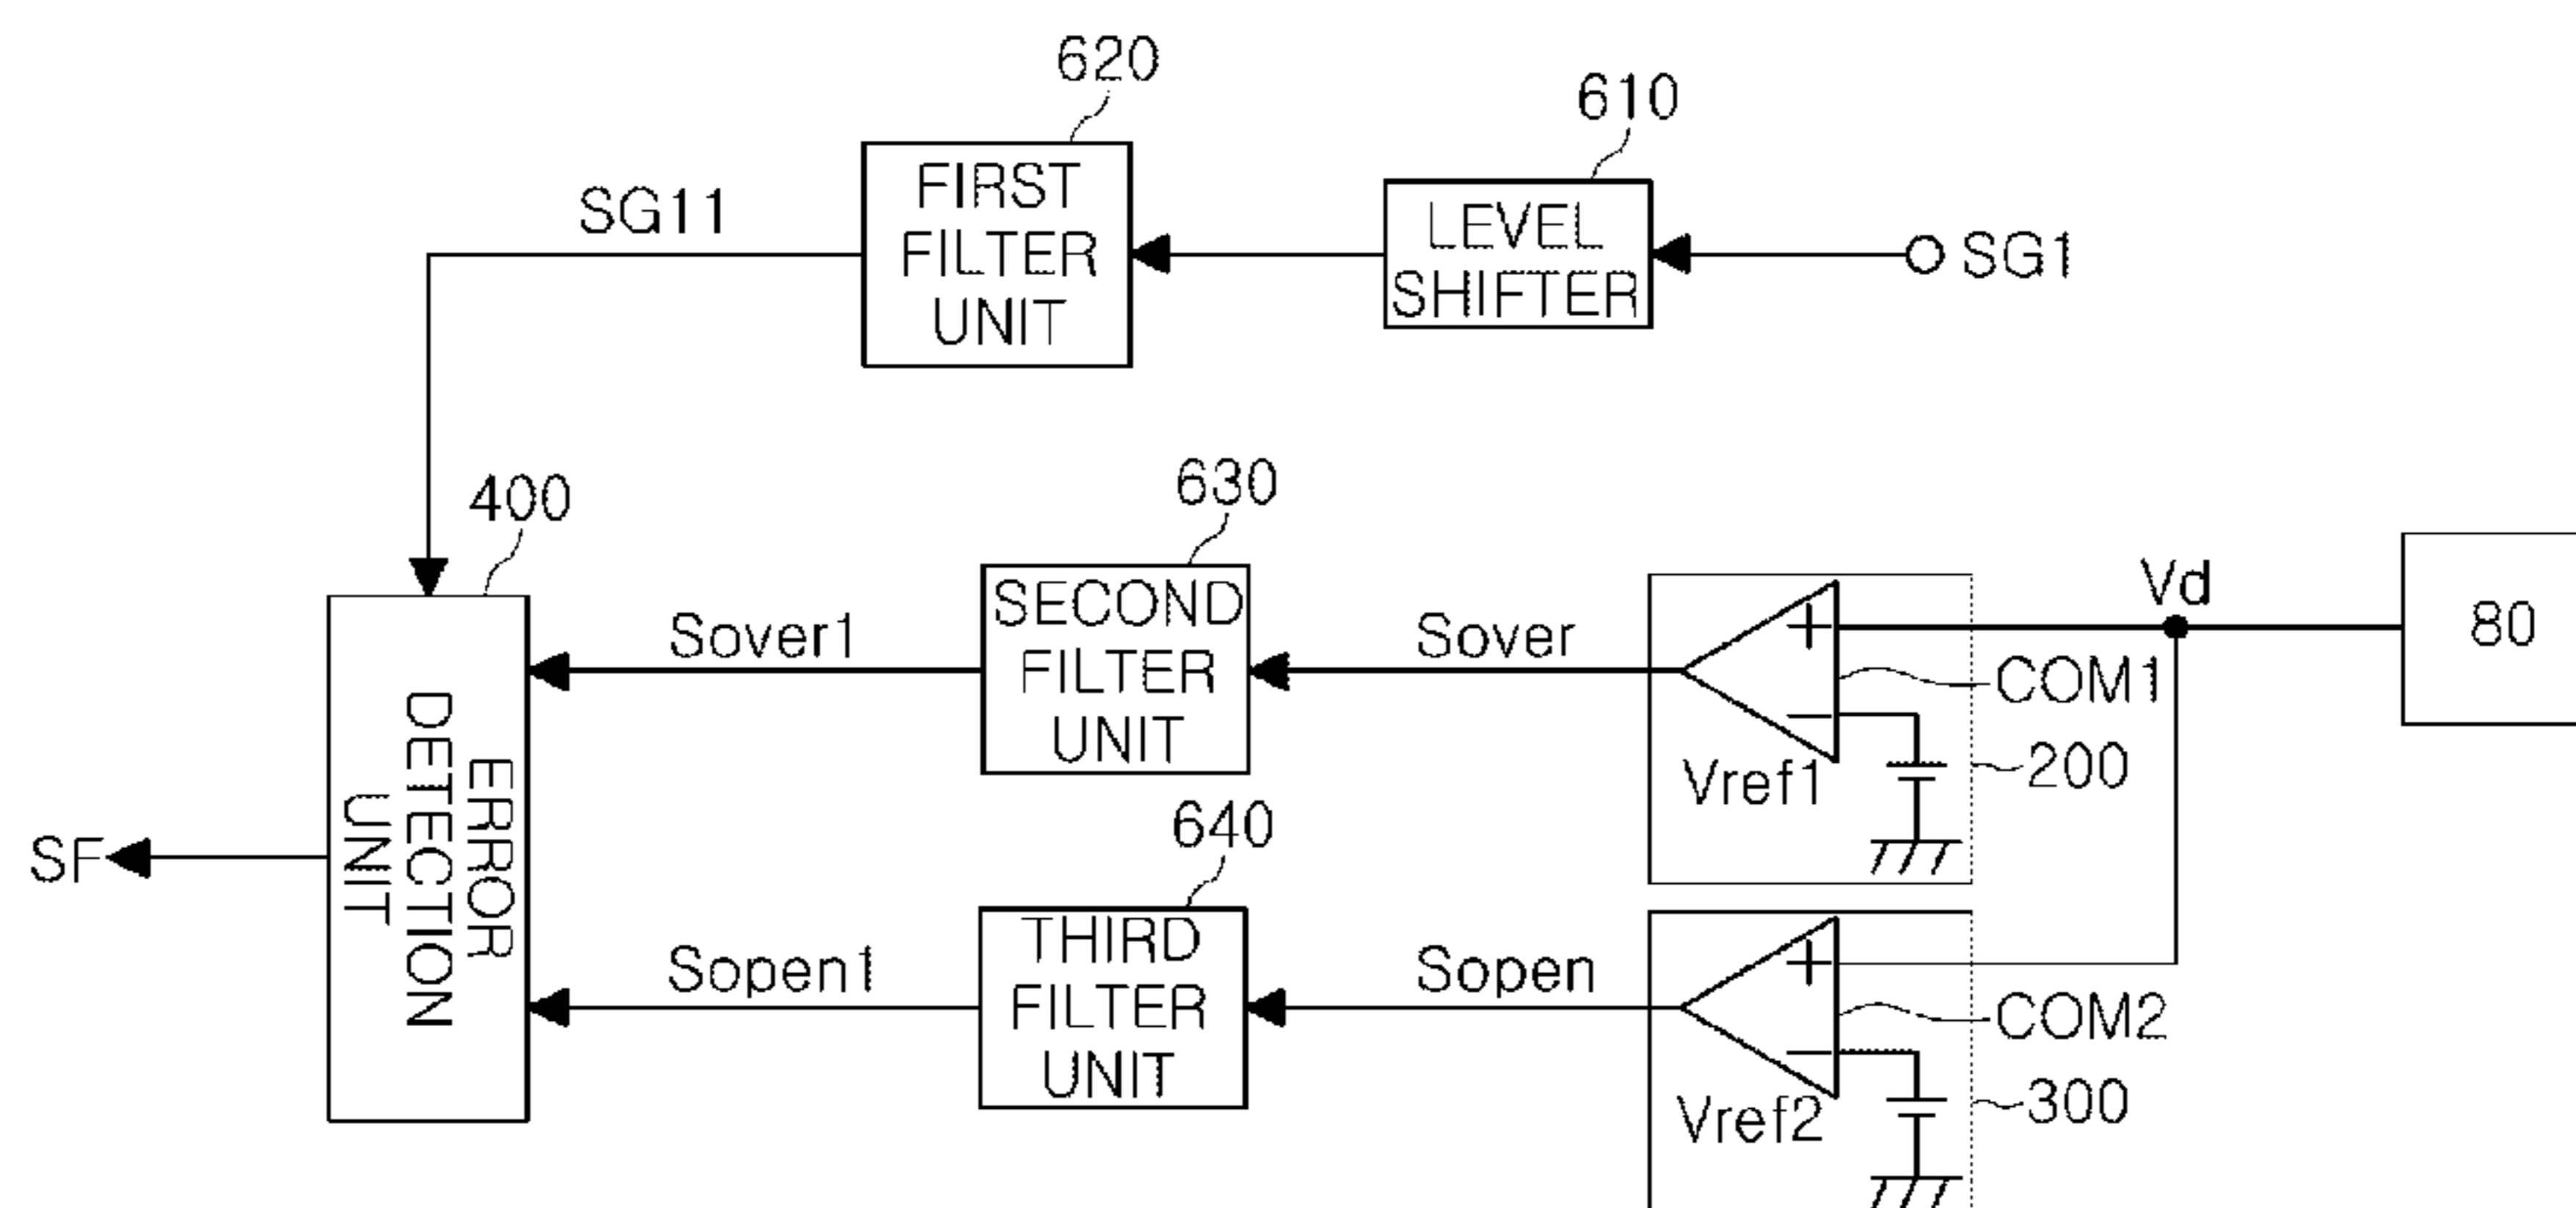 620
610
FIRST
FILTER
UNIT
LEVEL
SHIFTER
SG11
SG1
400
630
SECOND
FILTER
UNIT
Sover1
Sover
+
−
Vd
80
COM1
Vref1
200
ERROR
DETECTION
UNIT
SF
640
THIRD
FILTER
UNIT
Sopen1
Sopen
+
−
COM2
Vref2
300